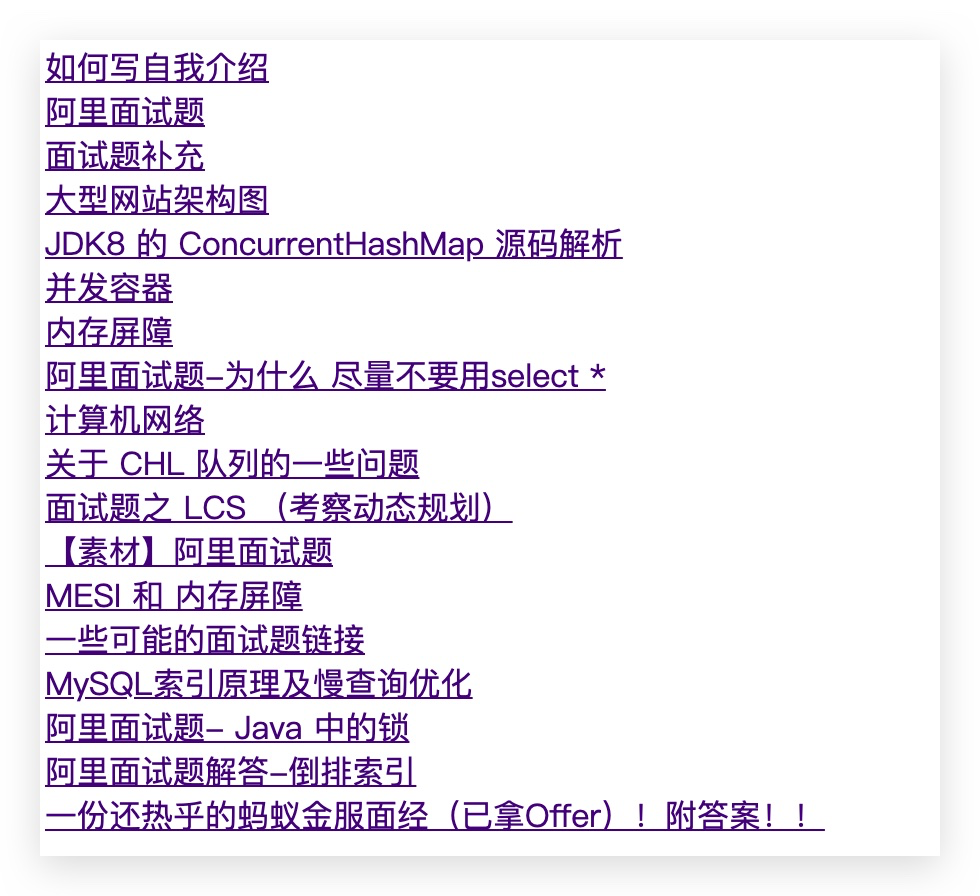 如何写自我介绍
阿里面试题
面试题补充
大型网站架构图
JDK8 的 ConcurrentHashMap 源码解析
并发容器
内存屏障
阿里面试题-为什么 尽量不要用select *
计算机网络
关于 CHL 队列的一些问题
面试题之 LCS （考察动态规划）
【素材】阿里面试题
MESI 和 内存屏障
一些可能的面试题链接
MySQL索引原理及慢查询优化
阿里面试题- Java 中的锁
阿里面试题解答-倒排索引
一份还热乎的蚂蚁金服面经（已拿Offer）！附答案！！